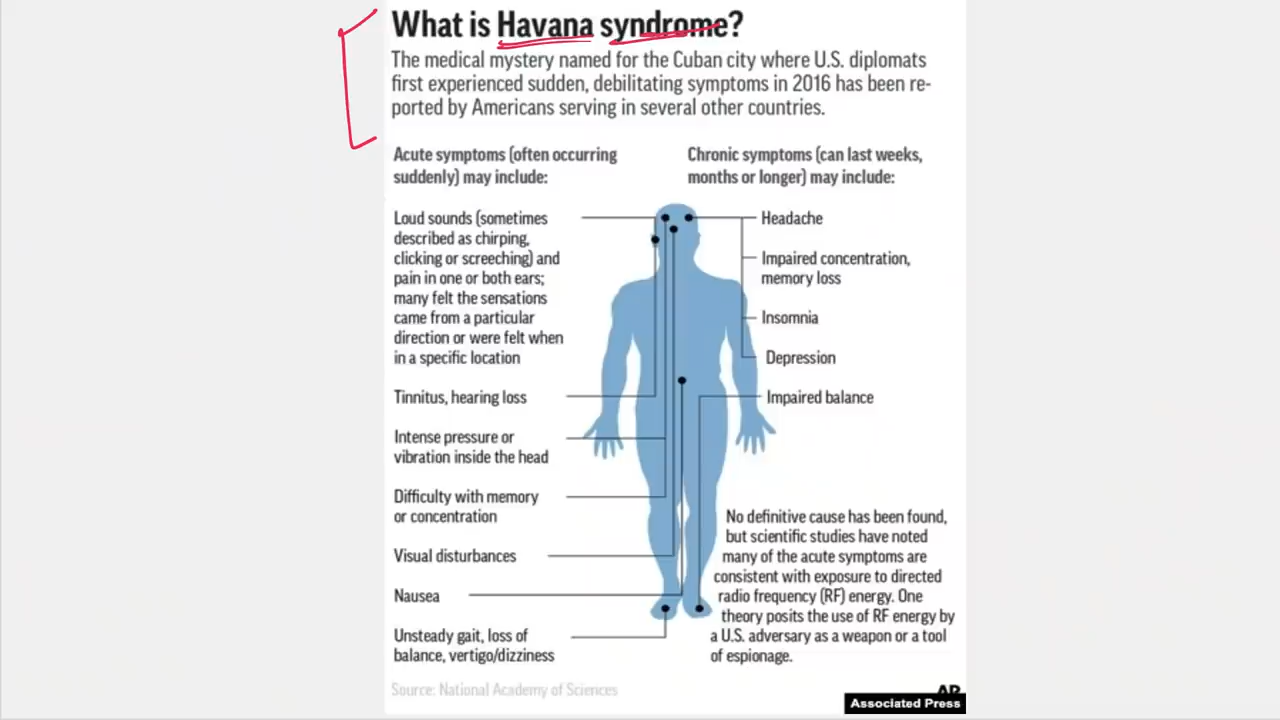 What is Havana syndrome?
The medical mystery named for the Cuban city where U.S. diplomats
first experienced sudden, debilitating symptoms in 2016 has been re-
ported by Americans serving in several other countries.
Acute symptoms (often occurring
suddenly) may include:
Loud sounds (sometimes
described as chirping,
clicking or screeching) and
pain in one or both ears;
many felt the sensations
came from a particular
direction or were felt when
in a specific location
Tinnitus, hearing loss
Intense pressure or
vibration inside the head
Difficulty with memory
or concentration
Visual disturbances
Nausea
Unsteady gait, loss of
balance, vertigo/dizziness
Chronic symptoms (can last weeks,
months or longer) may include:
Headache
Impaired concentration,
memory loss
Insomnia
Depression
Impaired balance
No definitive cause has been found,
but scientific studies have noted
many of the acute symptoms are
consistent with exposure to directed
radio frequency (RF) energy. One
theory posits the use of RF energy by
a U.S. adversary as a weapon or a tool
of espionage.
Source: National Academy of Sciences
AP
Associated Press